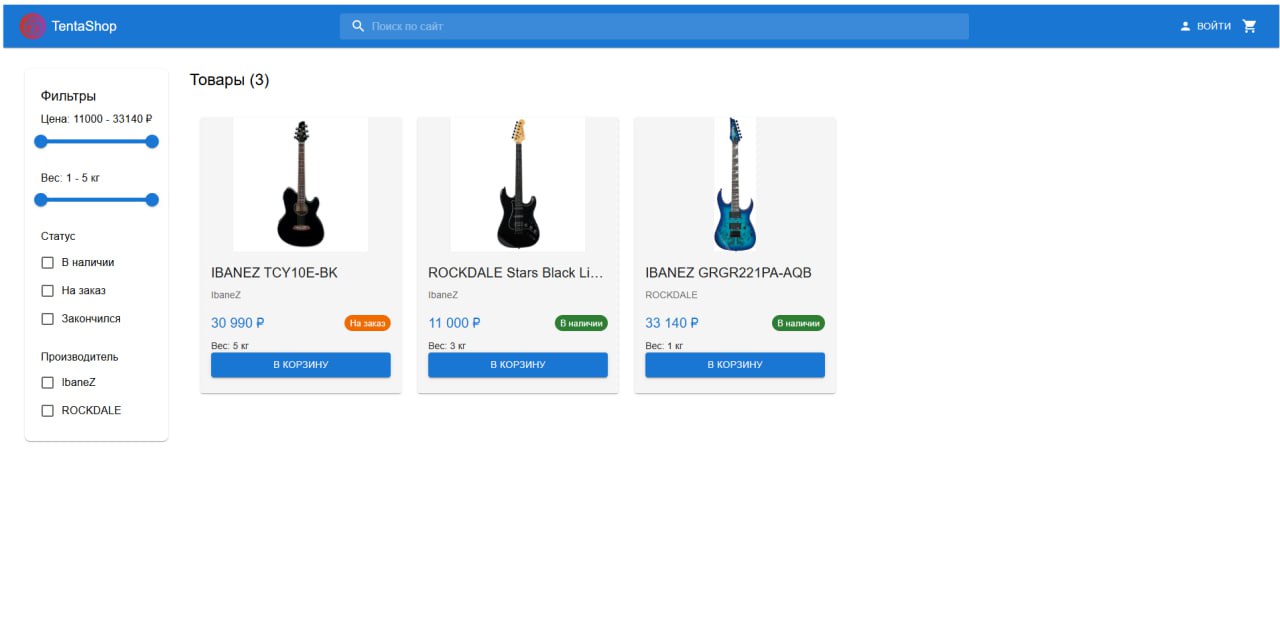 TentaShop
Поиск по сайт
ВОЙТИ
Фильтры
Цена: 11000 - 33140 ₽
Вес: 1 - 5 кг
Статус
В наличии
На заказ
Закончился
Производитель
IbaneZ
ROCKDALE
Товары (3)
IBANEZ TCY10E-BK
IbaneZ
30 990 ₽
На заказ
Вес: 5 кг
В КОРЗИНУ
ROCKDALE Stars Black Li...
IbaneZ
11 000 ₽
В наличии
Вес: 3 кг
В КОРЗИНУ
IBANEZ GRGR221PA-AQB
ROCKDALE
33 140 ₽
В наличии
Вес: 1 кг
В КОРЗИНУ